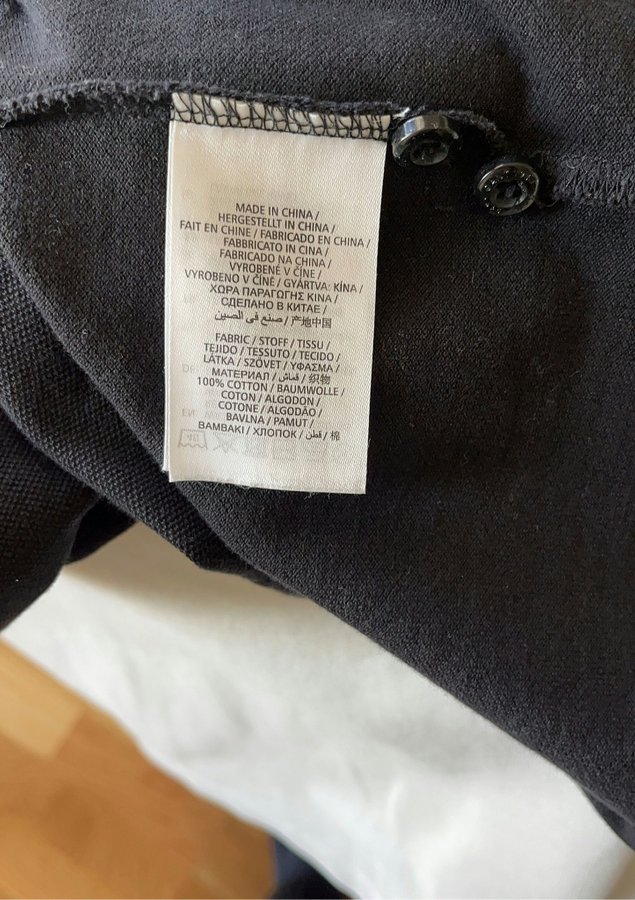 MADE IN CHINA /
HERGESTELLT IN CHINA /
FAIT EN CHINE / FABRICADO EN CHINA /
FABBRICATO IN CINA /
FABRICADO NA CHINA /
VYROBENÉ V ČÍNE /
VYROBENO V ČÍNĚ / GYÁRTVA: KÍNA /
ΧΩΡΑ ΠΑΡΑΓΩΓΗΣ ΚΙΝΑ /
СДЕЛАНО В КИТАЕ /
صنع في الصين / 产地中国
FABRIC / STOFF / TISSU /
TEJIDO / TESSUTO / TECIDO /
LÁTKA / SZÖVET / ΥΦΑΣΜΑ /
МАТЕРИАЛ / قماش / 织物
100% COTTON / BAUMWOLLE /
COTON / ALGODON /
COTONE / ALGODÃO /
BAVLNA / PAMUT /
ΒΑΜΒΑΚΙ / ХЛОПОК / قطن / 棉